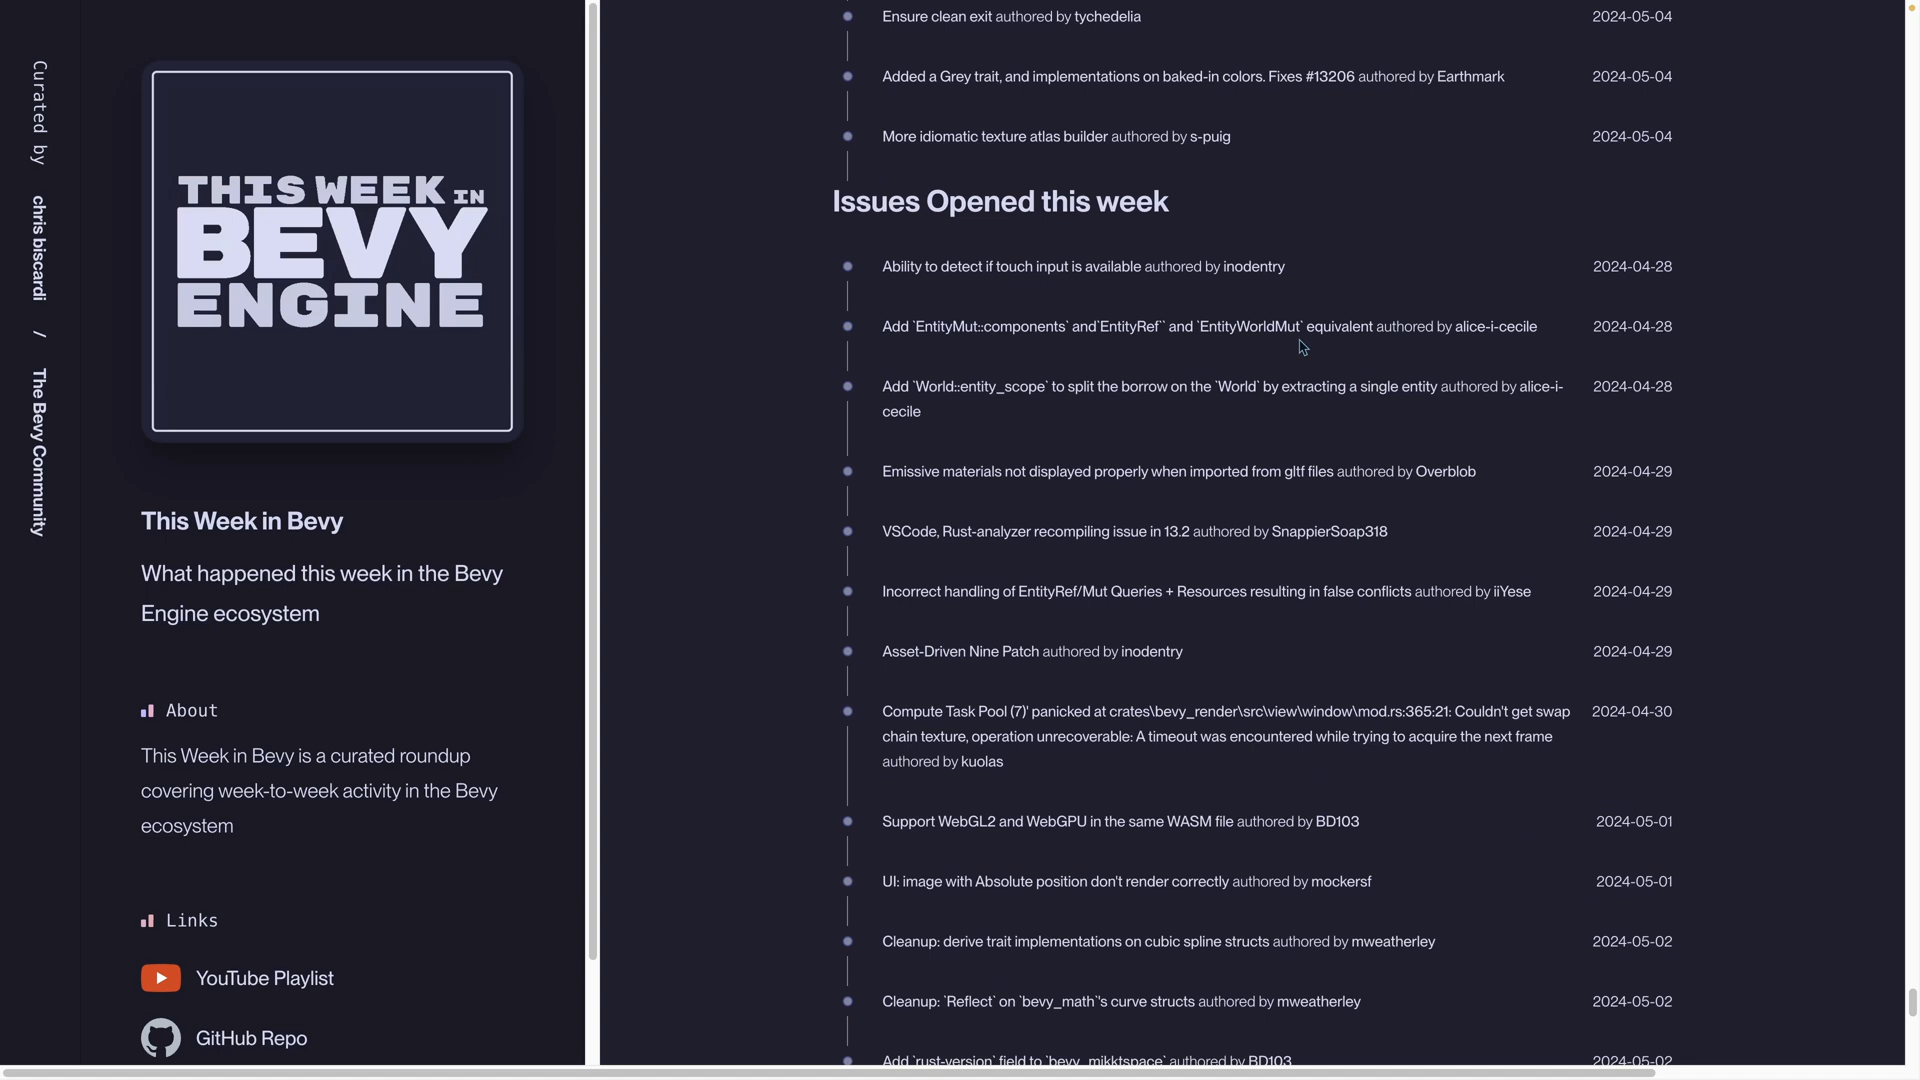 Curated by chris biscardi / The Bevy Community
THIS WEEK IN
BEVY
ENGINE
This Week in Bevy
What happened this week in the Bevy
Engine ecosystem
About
This Week in Bevy is a curated roundup
covering week-to-week activity in the Bevy
ecosystem
Links
YouTube Playlist
GitHub Repo
Ensure clean exit authored by tychedelia 2024-05-04
Added a Grey trait, and implementations on baked-in colors. Fixes #13206 authored by Earthmark 2024-05-04
More idiomatic texture atlas builder authored by s-puig 2024-05-04
Issues Opened this week
Ability to detect if touch input is available authored by inodentry 2024-04-28
Add `EntityMut::components` and`EntityRef`` and `EntityWorldMut` equivalent authored by alice-i-cecile 2024-04-28
Add `World::entity_scope` to split the borrow on the `World` by extracting a single entity authored by alice-i- 2024-04-28
cecile
Emissive materials not displayed properly when imported from gltf files authored by Overblob 2024-04-29
VSCode, Rust-analyzer recompiling issue in 13.2 authored by SnappierSoap318 2024-04-29
Incorrect handling of EntityRef/Mut Queries + Resources resulting in false conflicts authored by iiYese 2024-04-29
Asset-Driven Nine Patch authored by inodentry 2024-04-29
Compute Task Pool (7)' panicked at crates\bevy_render\src\view\window\mod.rs:365:21: Couldn't get swap 2024-04-30
chain texture, operation unrecoverable: A timeout was encountered while trying to acquire the next frame
authored by kuolas
Support WebGL2 and WebGPU in the same WASM file authored by BD103 2024-05-01
UI: image with Absolute position don't render correctly authored by mockersf 2024-05-01
Cleanup: derive trait implementations on cubic spline structs authored by mweatherley 2024-05-02
Cleanup: `Reflect` on `bevy_math`'s curve structs authored by mweatherley 2024-05-02
Add `rust-version` field to `bevy_mikktspace` authored by BD103 2024-05-02